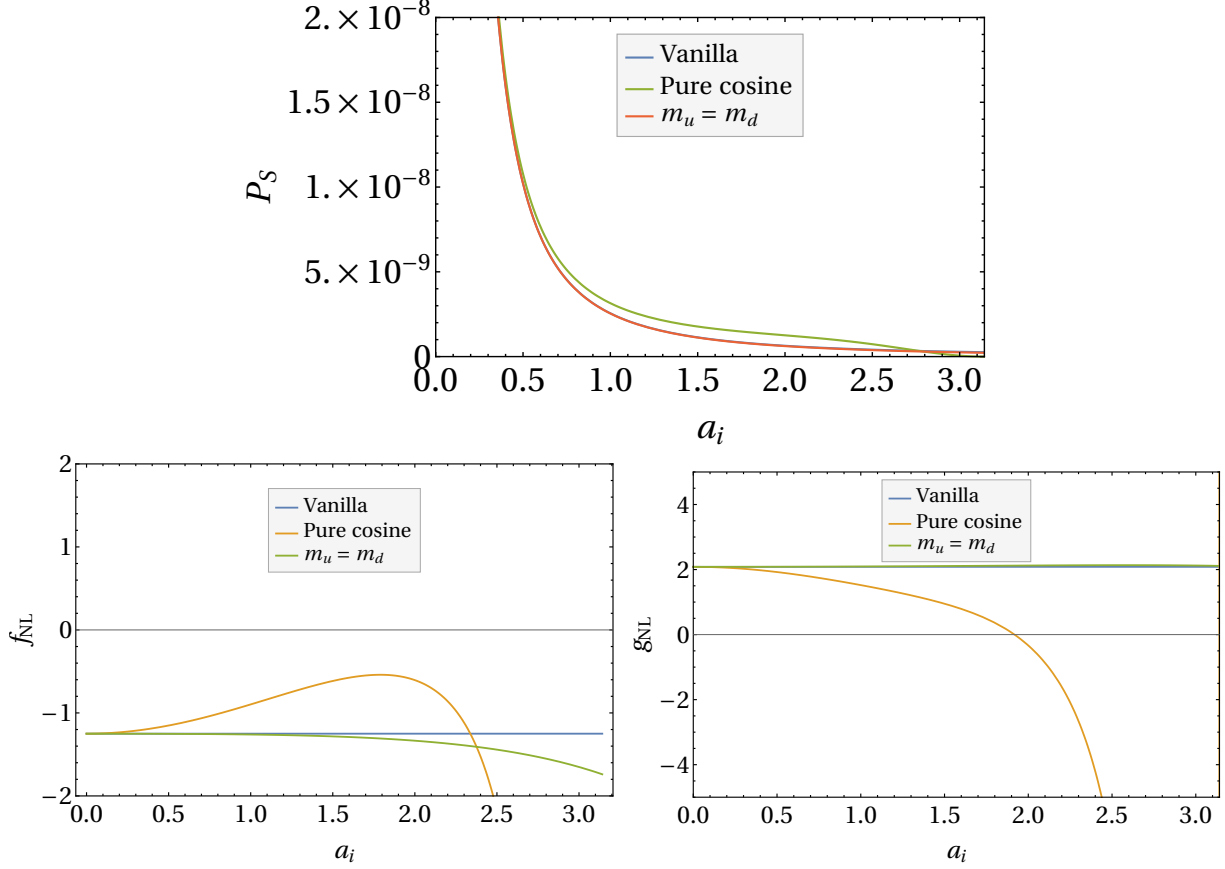 2.×10⁻⁸
1.5×10⁻⁸
1.×10⁻⁸
5.×10⁻⁹
0
P_S
Vanilla
Pure cosine
m_u = m_d
0.0 0.5 1.0 1.5 2.0 2.5 3.0
a_i
2
1
0
−1
−2
f_NL
Vanilla
Pure cosine
m_u = m_d
0.0 0.5 1.0 1.5 2.0 2.5 3.0
a_i
4
2
0
−2
−4
g_NL
Vanilla
Pure cosine
m_u = m_d
0.0 0.5 1.0 1.5 2.0 2.5 3.0
a_i